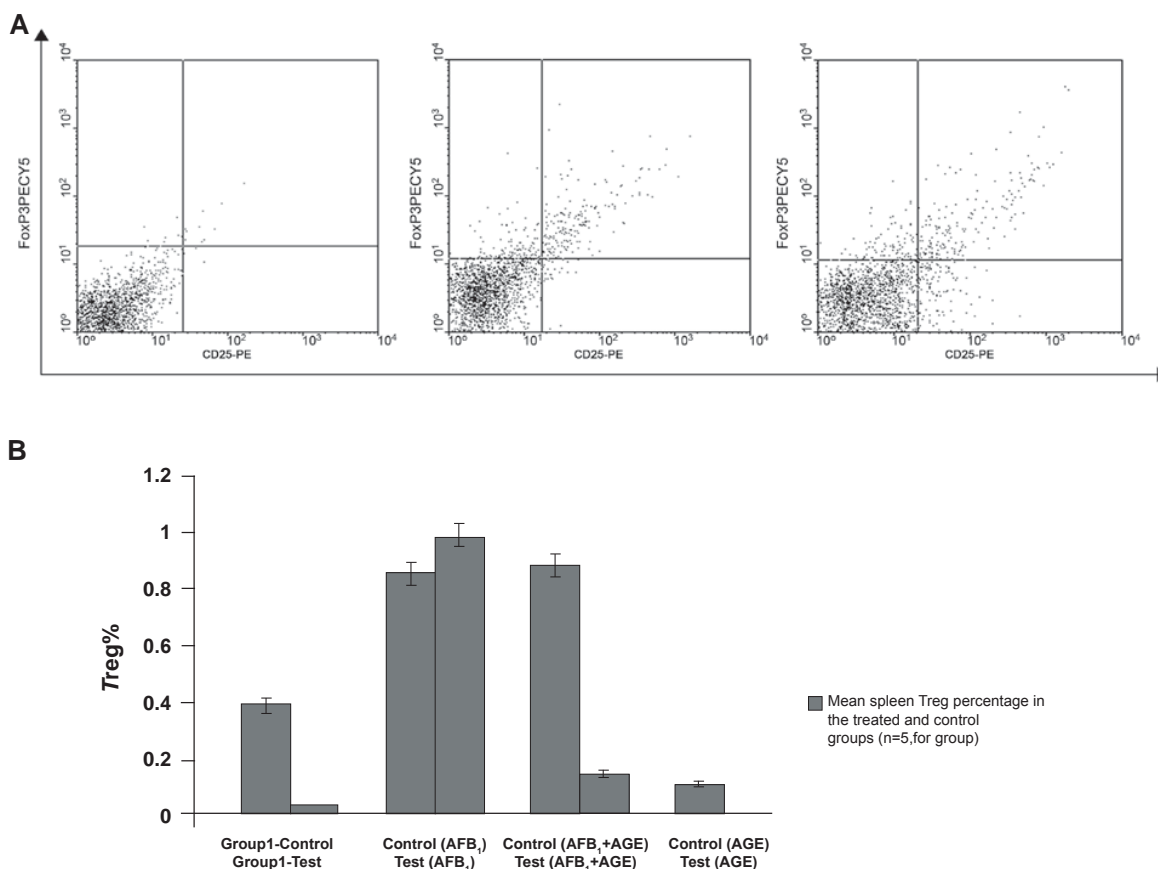 A
10⁴
10³
10²
10¹
10⁰
FoxP3PECY5
10⁰ 10¹ 10² 10³ 10⁴
CD25-PE
10⁴
10³
10²
10¹
10⁰
FoxP3PECY5
10⁰ 10¹ 10² 10³ 10⁴
CD25-PE
10⁴
10³
10²
10¹
10⁰
FoxP3PECY5
10⁰ 10¹ 10² 10³ 10⁴
CD25-PE
B
1.2
1
0.8
0.6
0.4
0.2
0
Treg%
Group1-Control
Group1-Test
Control (AFB₁)
Test (AFB₁)
Control (AFB₁+AGE)
Test (AFB₁+AGE)
Control (AGE)
Test (AGE)
Mean spleen Treg percentage in
the treated and control
groups (n=5,for group)